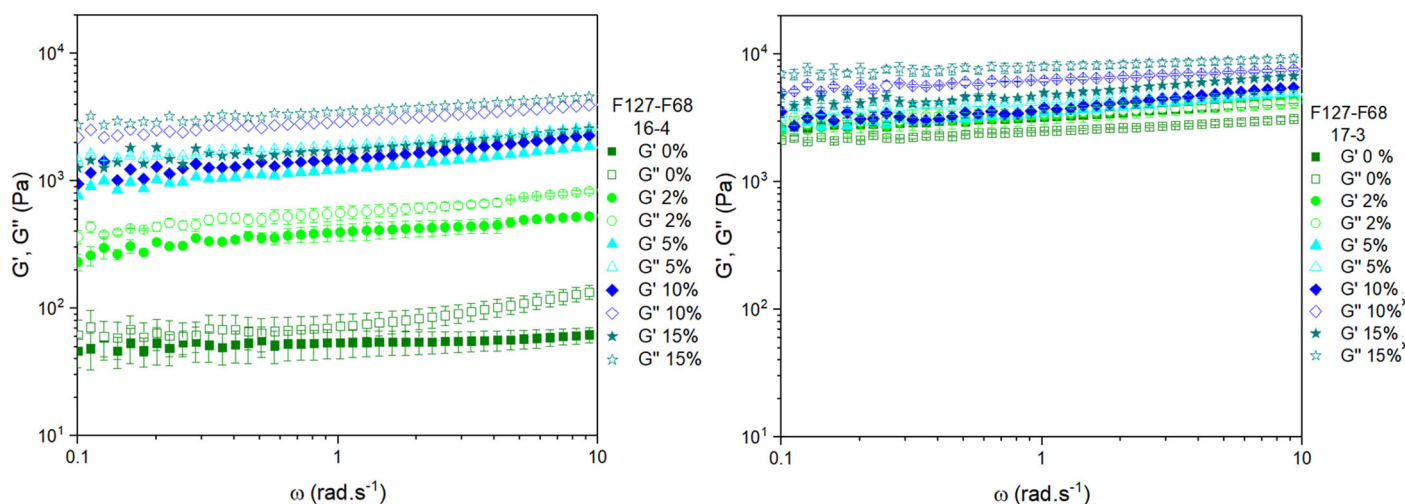 10⁴
10³
10²
10¹
G', G" (Pa)
0.1
1
10
ω (rad.s⁻¹)
F127-F68
16-4
G' 0%
G" 0%
G' 2%
G" 2%
G' 5%
G" 5%
G' 10%
G" 10%
G' 15%
G" 15%
10⁴
10³
10²
10¹
G', G" (Pa)
0.1
1
10
ω (rad.s⁻¹)
F127-F68
17-3
G' 0 %
G" 0%
G' 2%
G" 2%
G' 5%
G" 5%
G' 10%
G" 10%
G' 15%
G" 15%